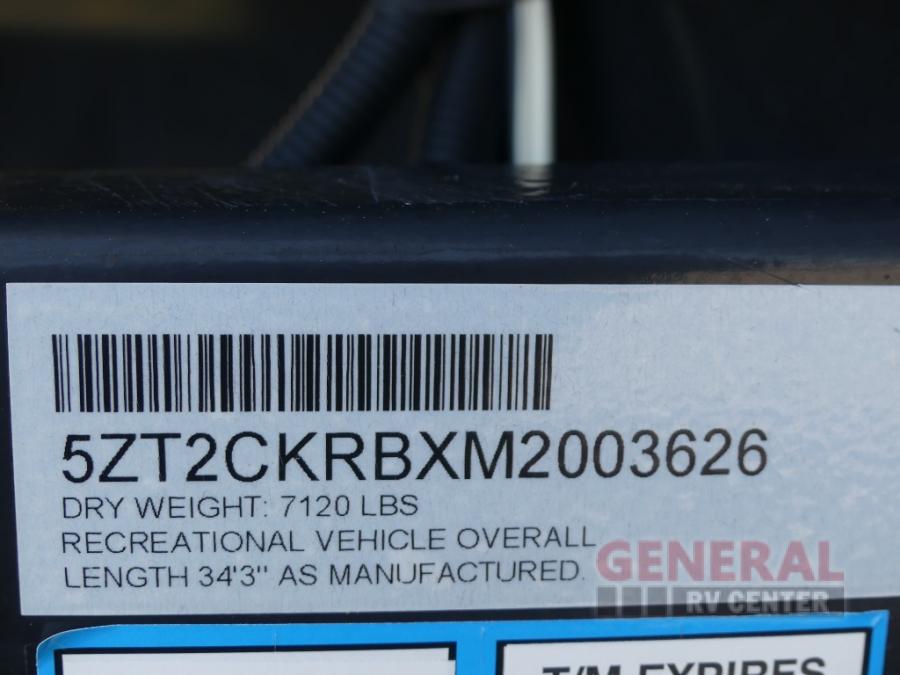 5ZT2CKRBXM2003626
DRY WEIGHT: 7120 LBS
RECREATIONAL VEHICLE OVERALL
LENGTH 34'3" AS MANUFACTURED.
GENERAL
RV CENTER
T/M EXPIRES